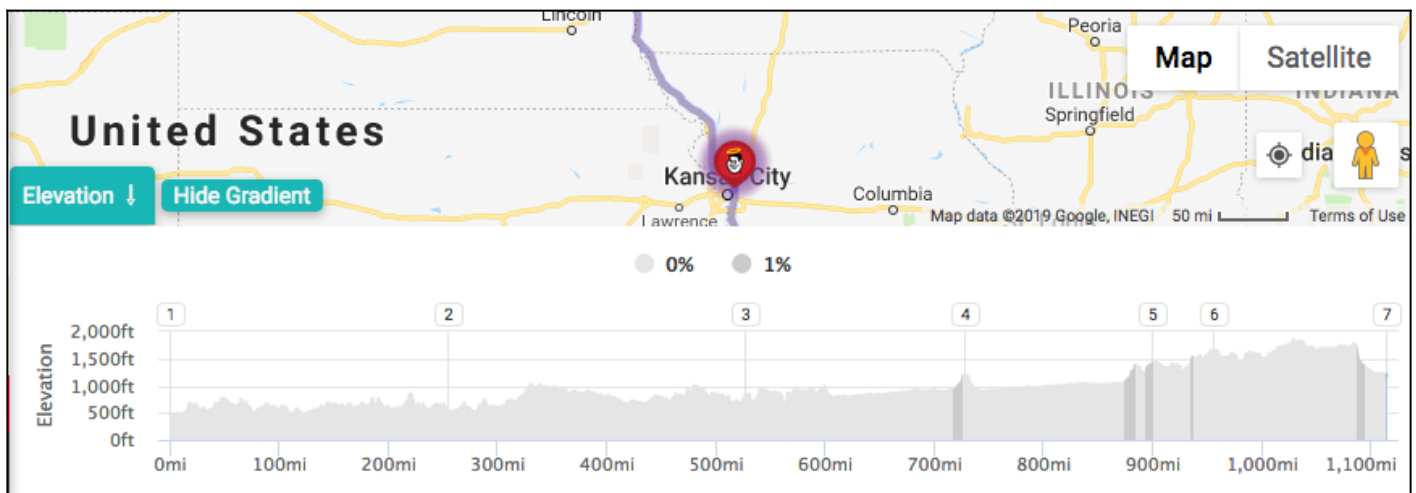 Lincoln
Peoria
Map Satellite
ILLINOIS
INDIANA
Springfield
United States
dia s
Kans City
Elevation ↓ Hide Gradient
Columbia
Lawrence
Map data ©2019 Google, INEGI 50 mi Terms of Use
0% 1%
1 2 3 4 5 6 7
2,000ft
1,500ft
1,000ft
500ft
0ft
Elevation
0mi 100mi 200mi 300mi 400mi 500mi 600mi 700mi 800mi 900mi 1,000mi 1,100mi